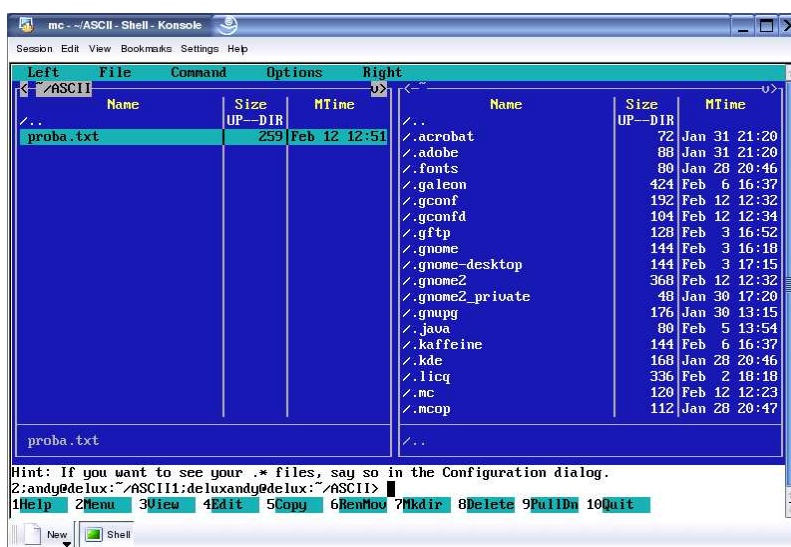 mc - ~/ASCII - Shell - Konsole
Session Edit View Bookmarks Settings Help
Left File Command Options Right
<-~/ASCII v> <-~ v>
Name Size MTime Name Size MTime
/.. UP--DIR /.. UP--DIR
proba.txt 259 Feb 12 12:51 /.acrobat 72 Jan 31 21:20
/.adobe 88 Jan 31 21:20
/.fonts 80 Jan 28 20:46
/.galeon 424 Feb 6 16:37
/.gconf 192 Feb 12 12:32
/.gconfd 104 Feb 12 12:34
/.gftp 128 Feb 3 16:52
/.gnome 144 Feb 3 16:18
/.gnome-desktop 144 Feb 3 17:15
/.gnome2 368 Feb 12 12:32
/.gnome2_private 48 Jan 30 17:20
/.gnupg 176 Jan 30 13:15
/.java 80 Feb 5 13:54
/.kaffeine 144 Feb 6 16:37
/.kde 168 Jan 28 20:46
/.licq 336 Feb 2 18:18
/.mc 120 Feb 12 12:23
/.mcop 112 Jan 28 20:47
proba.txt /..
Hint: If you want to see your .* files, say so in the Configuration dialog.
2;andy@delux:~/ASCII1;deluxandy@delux:~/ASCII>
1Help 2Menu 3View 4Edit 5Copy 6RenMov 7Mkdir 8Delete 9PullDn 10Quit
New Shell